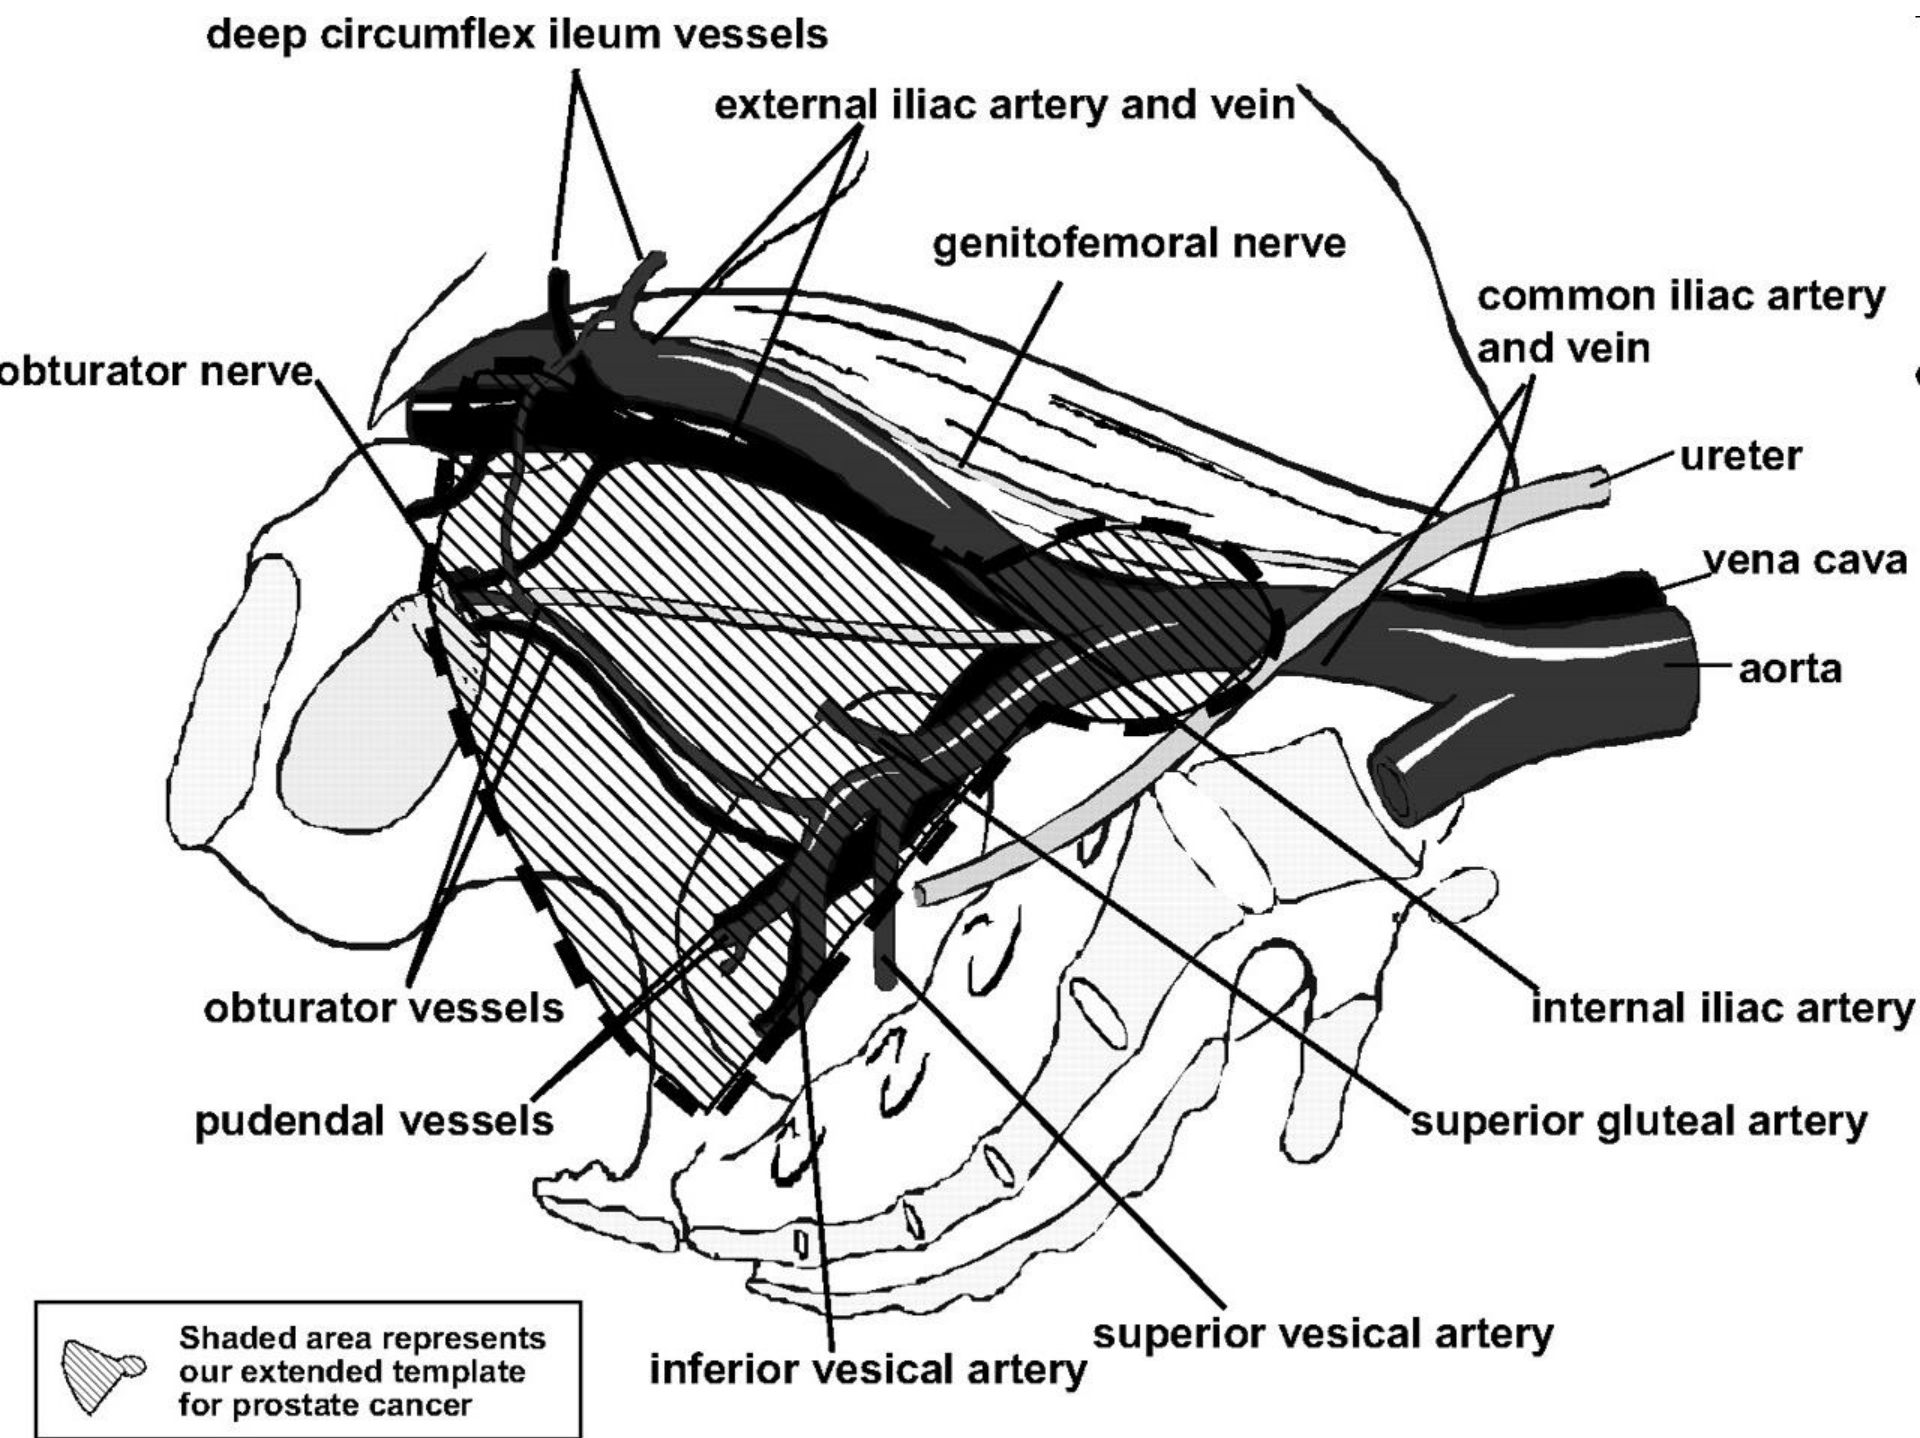 deep circumflex ileum vessels
external iliac artery and vein
genitofemoral nerve
common iliac artery
and vein
obturator nerve
ureter
vena cava
aorta
obturator vessels
internal iliac artery
pudendal vessels
superior gluteal artery
superior vesical artery
inferior vesical artery
Shaded area represents
our extended template
for prostate cancer